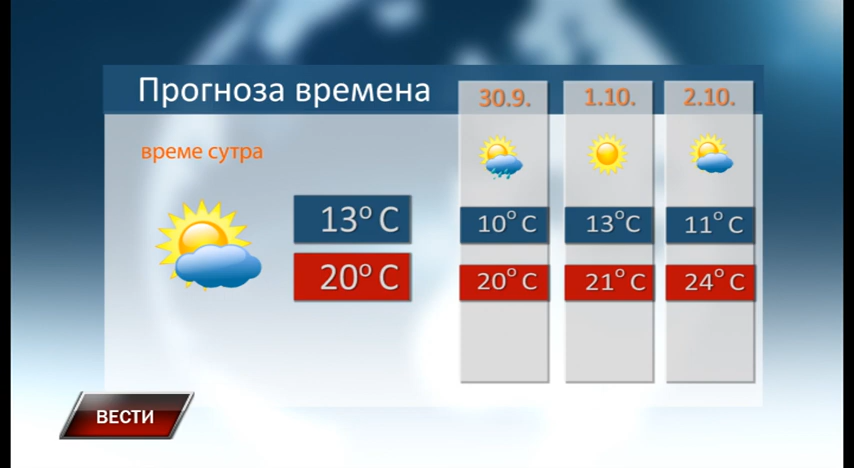 Прогноза времена
време сутра
13° C
20° C
30.9. 1.10. 2.10.
10° C 13°C 11° C
20° C 21° C 24° C
ВЕСТИ